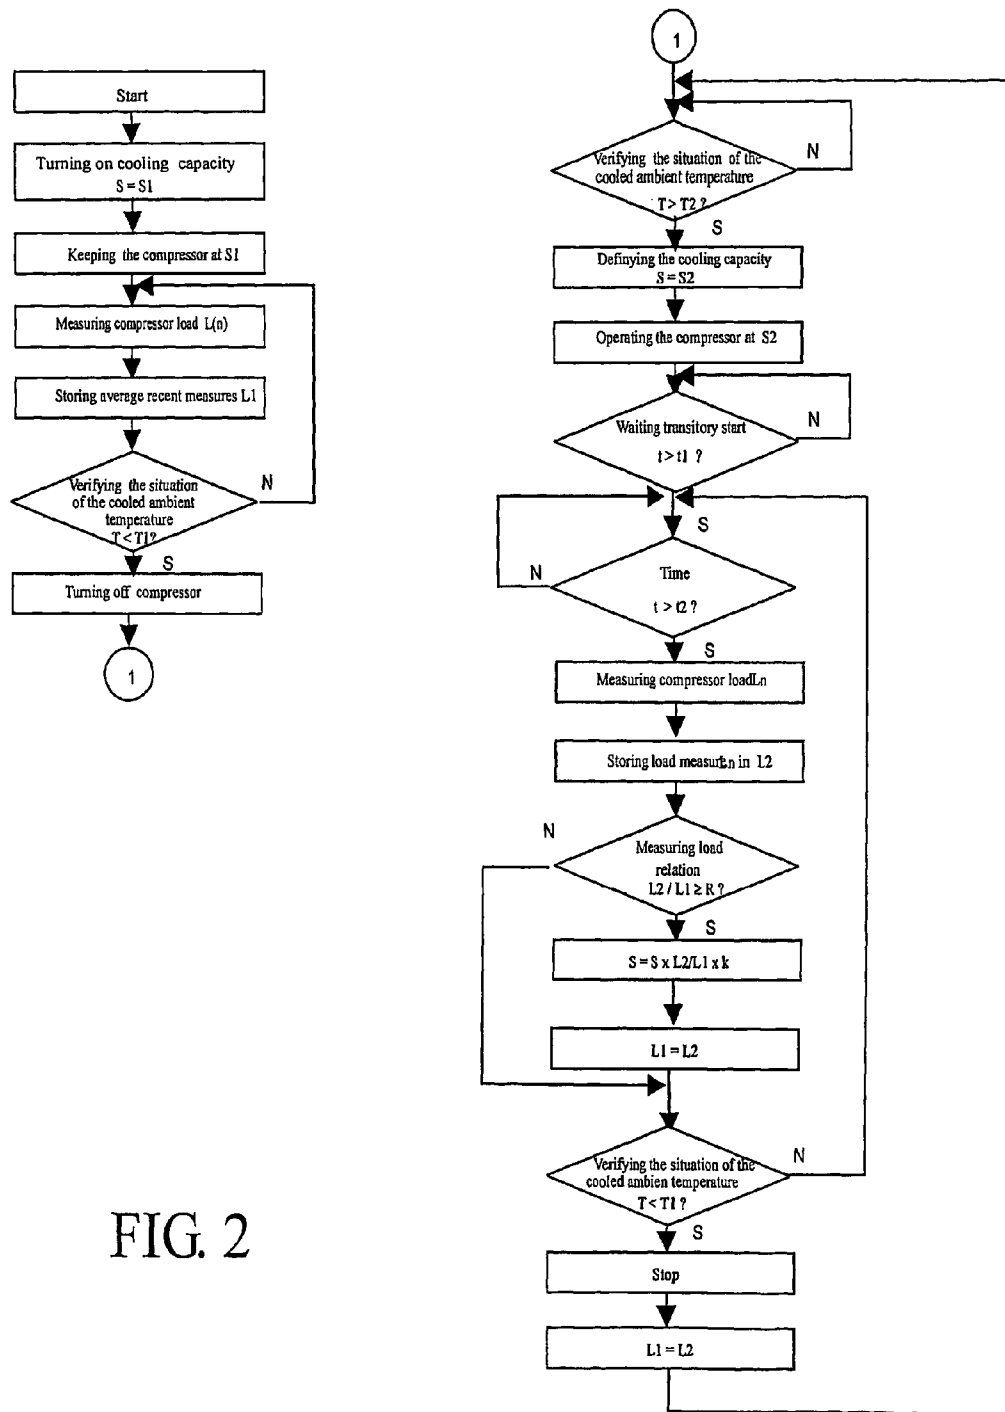 Start
Turning on cooling capacity
S = S1
Keeping the compressor at S1
Measuring compressor load L(n)
Storing average recent measures L1
Verifying the situation
of the cooled ambient
temperature
T < T1?
N
S
Turning off compressor
1
1
Verifying the situation of the
cooled ambient temperature
T > T2 ?
N
S
Definying the cooling capacity
S = S2
Operating the compressor at S2
Waiting transitory start
t > t1 ?
N
S
Time
t > t2 ?
N
S
Measuring compressor loadLn
Storing load measurLn in L2
N
Measuring load
relation
L2 / L1 ≥ R ?
S
S = S x L2/L1 x k
L1 = L2
Verifying the situation of the
cooled ambien temperature
T < T1 ?
N
S
Stop
L1 = L2
FIG. 2